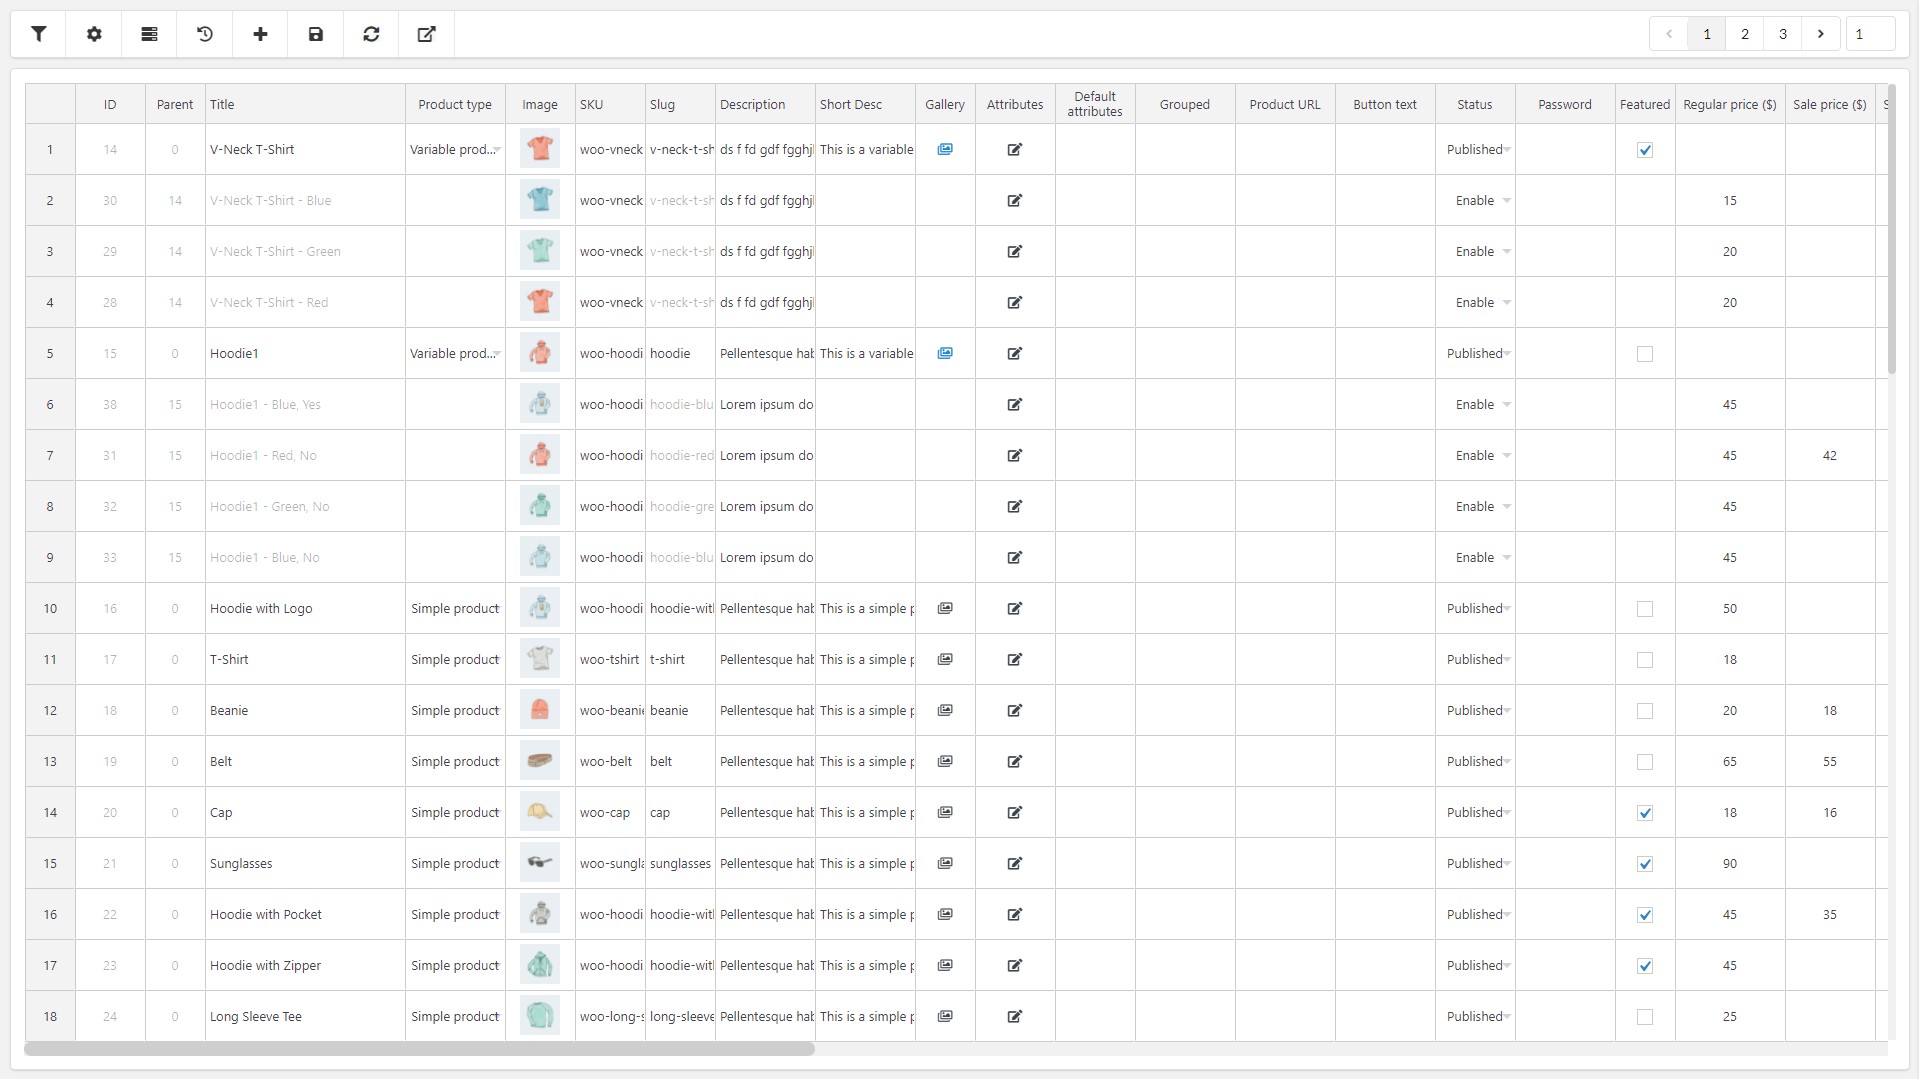 1 2 3 1
ID Parent Title Product type Image SKU Slug Description Short Desc Gallery Attributes Default attributes Grouped Product URL Button text Status Password Featured Regular price ($) Sale price ($) S
1 14 0 V-Neck T-Shirt Variable prod... woo-vneck v-neck-t-sh ds f fd gdf fgghj This is a variable Published
2 30 14 V-Neck T-Shirt - Blue woo-vneck v-neck-t-sh ds f fd gdf fgghj Enable 15
3 29 14 V-Neck T-Shirt - Green woo-vneck v-neck-t-sh ds f fd gdf fgghj Enable 20
4 28 14 V-Neck T-Shirt - Red woo-vneck v-neck-t-sh ds f fd gdf fgghj Enable 20
5 15 0 Hoodie1 Variable prod... woo-hoodi hoodie Pellentesque hab This is a variable Published
6 38 15 Hoodie1 - Blue, Yes woo-hoodi hoodie-blu Lorem ipsum do Enable 45
7 31 15 Hoodie1 - Red, No woo-hoodi hoodie-red Lorem ipsum do Enable 45 42
8 32 15 Hoodie1 - Green, No woo-hoodi hoodie-gre Lorem ipsum do Enable 45
9 33 15 Hoodie1 - Blue, No woo-hoodi hoodie-blu Lorem ipsum do Enable 45
10 16 0 Hoodie with Logo Simple product woo-hoodi hoodie-wit Pellentesque hab This is a simple p Published 50
11 17 0 T-Shirt Simple product woo-tshirt t-shirt Pellentesque hab This is a simple p Published 18
12 18 0 Beanie Simple product woo-beanie beanie Pellentesque hab This is a simple p Published 20 18
13 19 0 Belt Simple product woo-belt belt Pellentesque hab This is a simple p Published 65 55
14 20 0 Cap Simple product woo-cap cap Pellentesque hab This is a simple p Published 18 16
15 21 0 Sunglasses Simple product woo-sungla sunglasses Pellentesque hab This is a simple p Published 90
16 22 0 Hoodie with Pocket Simple product woo-hoodi hoodie-wit Pellentesque hab This is a simple p Published 45 35
17 23 0 Hoodie with Zipper Simple product woo-hoodi hoodie-wit Pellentesque hab This is a simple p Published 45
18 24 0 Long Sleeve Tee Simple product woo-long-s long-sleeve Pellentesque hab This is a simple p Published 25